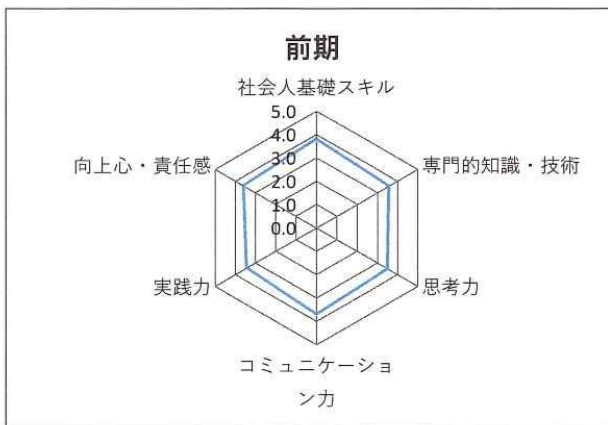 前期
社会人基礎スキル
5.0
4.0
3.0
2.0
1.0
0.0
向上心・責任感
専門的知識・技術
実践力
思考力
コミュニケーショ
ン力